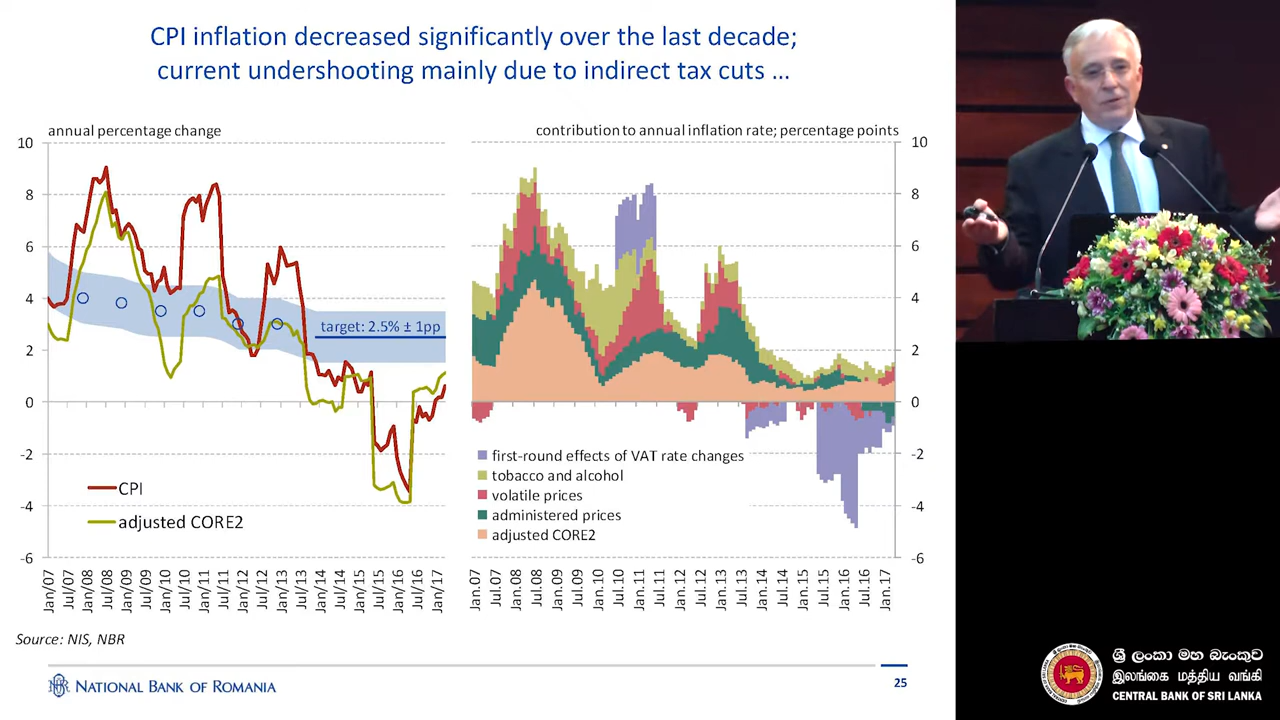 CPI inflation decreased significantly over the last decade;
current undershooting mainly due to indirect tax cuts ...
annual percentage change
10
8
6
4
2
0
-2
-4
-6
target: 2.5% ± 1pp
CPI
adjusted CORE2
Jan/07
Jul/07
Jan/08
Jul/08
Jan/09
Jul/09
Jan/10
Jul/10
Jan/11
Jul/11
Jan/12
Jul/12
Jan/13
Jul/13
Jan/14
Jul/14
Jan/15
Jul/15
Jan/16
Jul/16
Jan/17
contribution to annual inflation rate; percentage points
10
8
6
4
2
0
-2
-4
-6
first-round effects of VAT rate changes
tobacco and alcohol
volatile prices
administered prices
adjusted CORE2
Jan.07
Jul.07
Jan.08
Jul.08
Jan.09
Jul.09
Jan.10
Jul.10
Jan.11
Jul.11
Jan.12
Jul.12
Jan.13
Jul.13
Jan.14
Jul.14
Jan.15
Jul.15
Jan.16
Jul.16
Jan.17
Source: NIS, NBR
NATIONAL BANK OF ROMANIA
25
ශ්‍රී ලංකා මහ බැංකුව
இலங்கை மத்திய வங்கி
CENTRAL BANK OF SRI LANKA